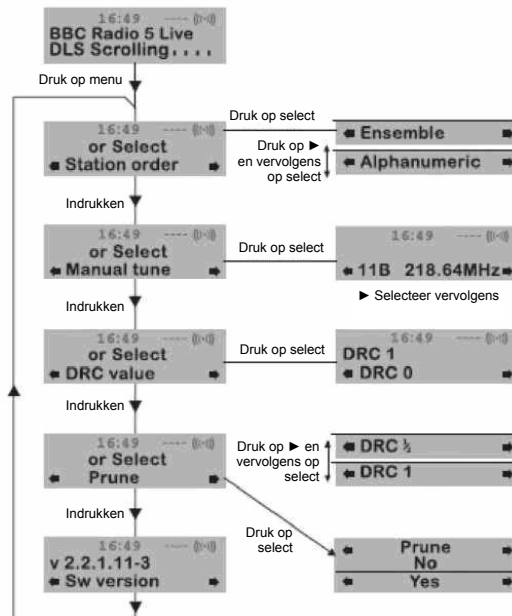 16:49 ----
BBC Radio 5 Live
DLS Scrolling....
Druk op menu
16:49 ----
or Select
Station order
Druk op select
Ensemble
Druk op ►
en vervolgens
op select
Alphanumeric
Indrukken
16:49 ----
or Select
Manual tune
Druk op select
16:49 ----
11B 218.64MHz
► Selecteer vervolgens
Indrukken
16:49 ----
or Select
DRC value
Druk op select
16:49 ----
DRC 1
DRC 0
Indrukken
16:49 ----
or Select
Prune
Druk op ► en
vervolgens op
select
DRC ½
DRC 1
Indrukken
Druk op
select
16:49 ----
v 2.2.1.11-3
Sw version
Prune
No
Yes